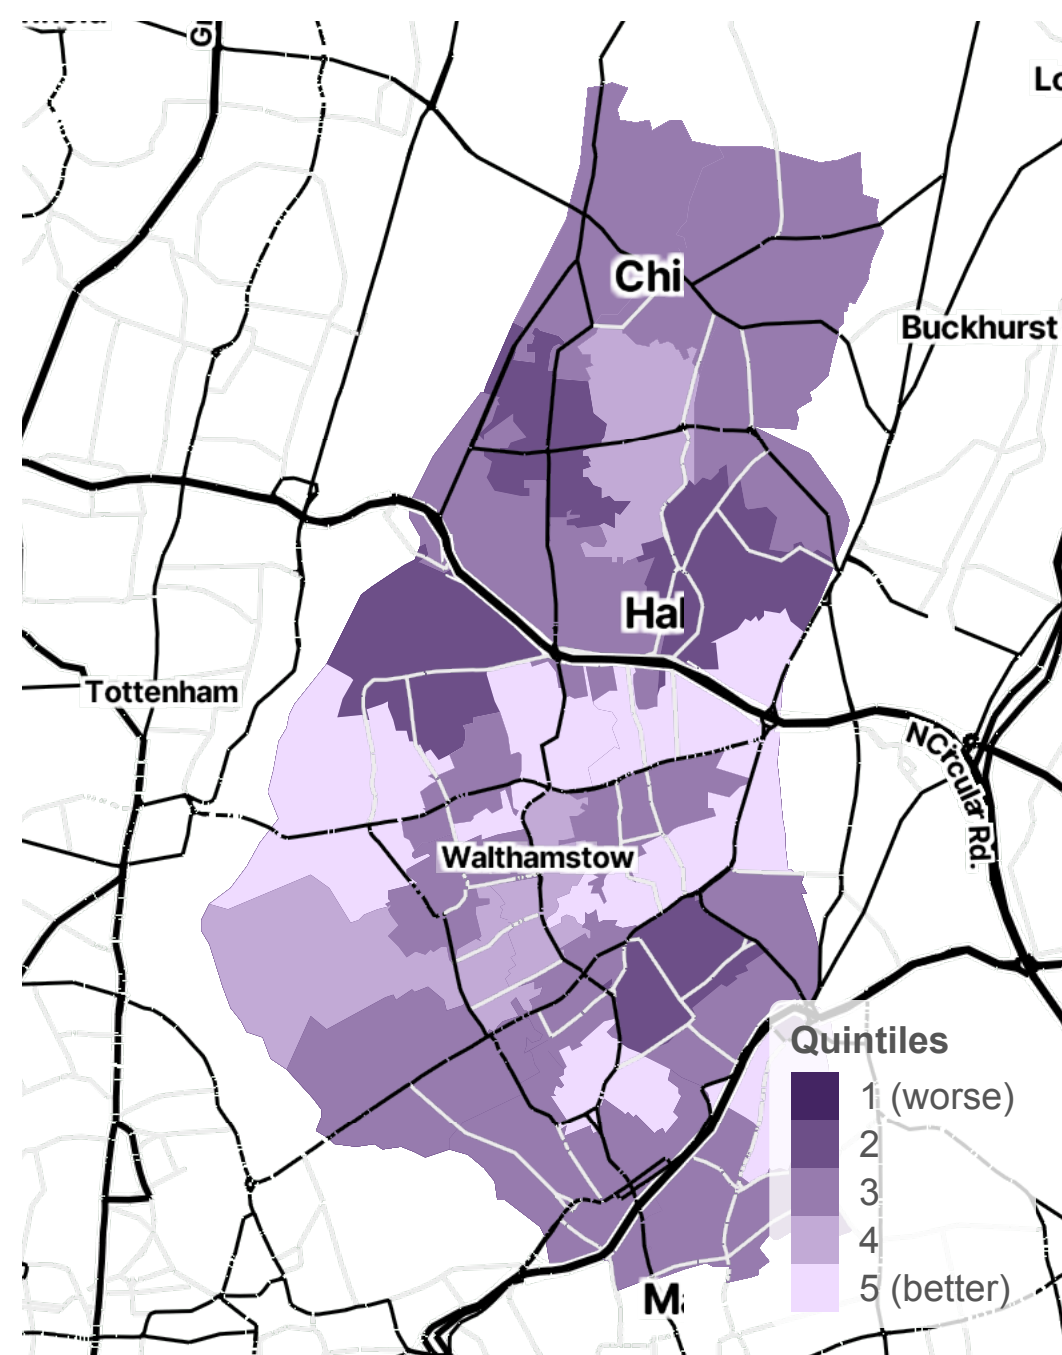 Chi
Buckhurst
Hal
Tottenham
NCircular Rd.
Walthamstow
Quintiles
1 (worse)
2
3
4
5 (better)